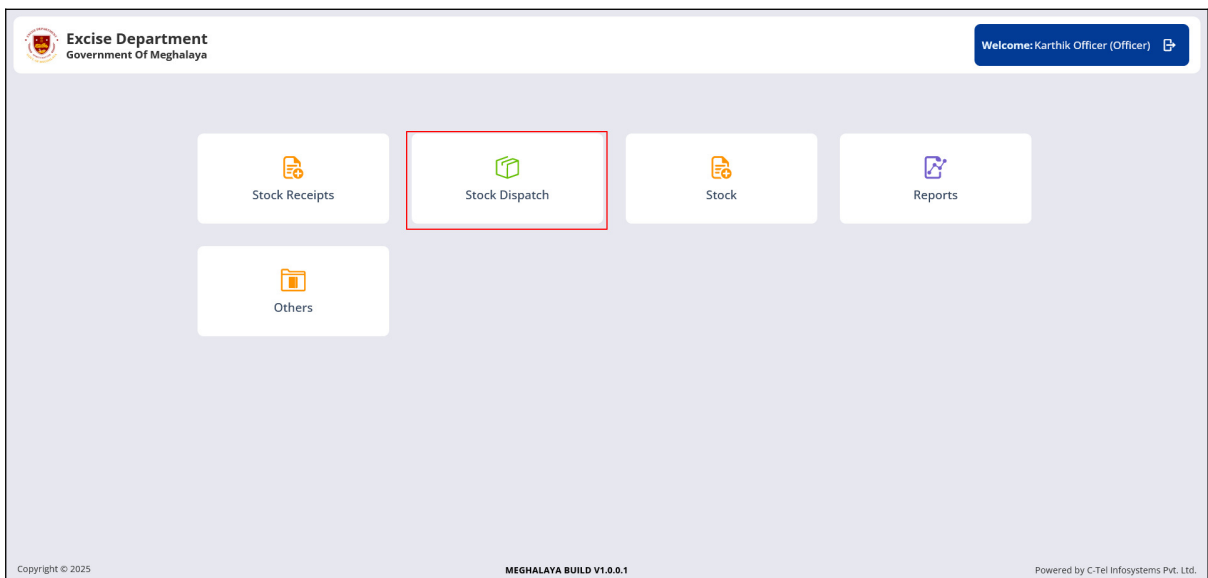 Excise Department
Government Of Meghalaya
Welcome: Karthik Officer (Officer)
Stock Receipts
Stock Dispatch
Stock
Reports
Others
Copyright © 2025
MEGHALAYA BUILD V1.0.0.1
Powered by C-Tel Infosystems Pvt. Ltd.